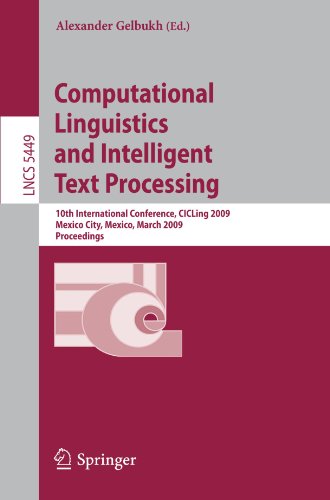 Alexander Gelbukh (Ed.)
LNCS 5449
Computational
Linguistics
and Intelligent
Text Processing
10th International Conference, CICLing 2009
Mexico City, Mexico, March 2009
Proceedings
Springer